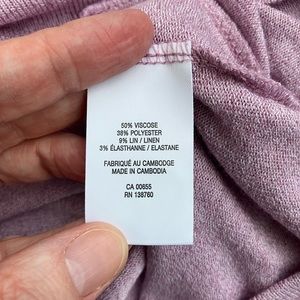 50% VISCOSE
38% POLYESTER
9% LIN / LINEN
3% ÉLASTHANNE / ELASTANE
FABRIQUÉ AU CAMBODGE
MADE IN CAMBODIA
CA 00655
RN 138760